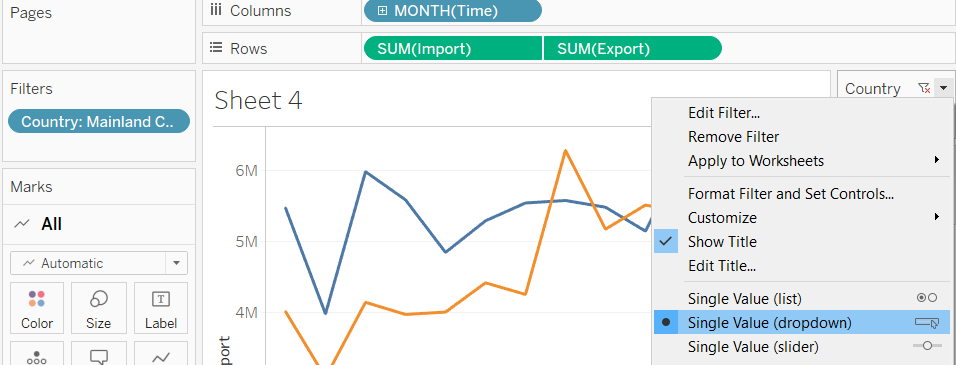 Pages
Columns
MONTH(Time)
Rows
SUM(Import)
SUM(Export)
Filters
Country: Mainland C..
Sheet 4
Country
Edit Filter...
Remove Filter
Apply to Worksheets
Format Filter and Set Controls...
Customize
Show Title
Edit Title...
Single Value (list)
Single Value (dropdown)
Single Value (slider)
Marks
All
Automatic
Color
Size
Label
T
6M
5M
4M
port